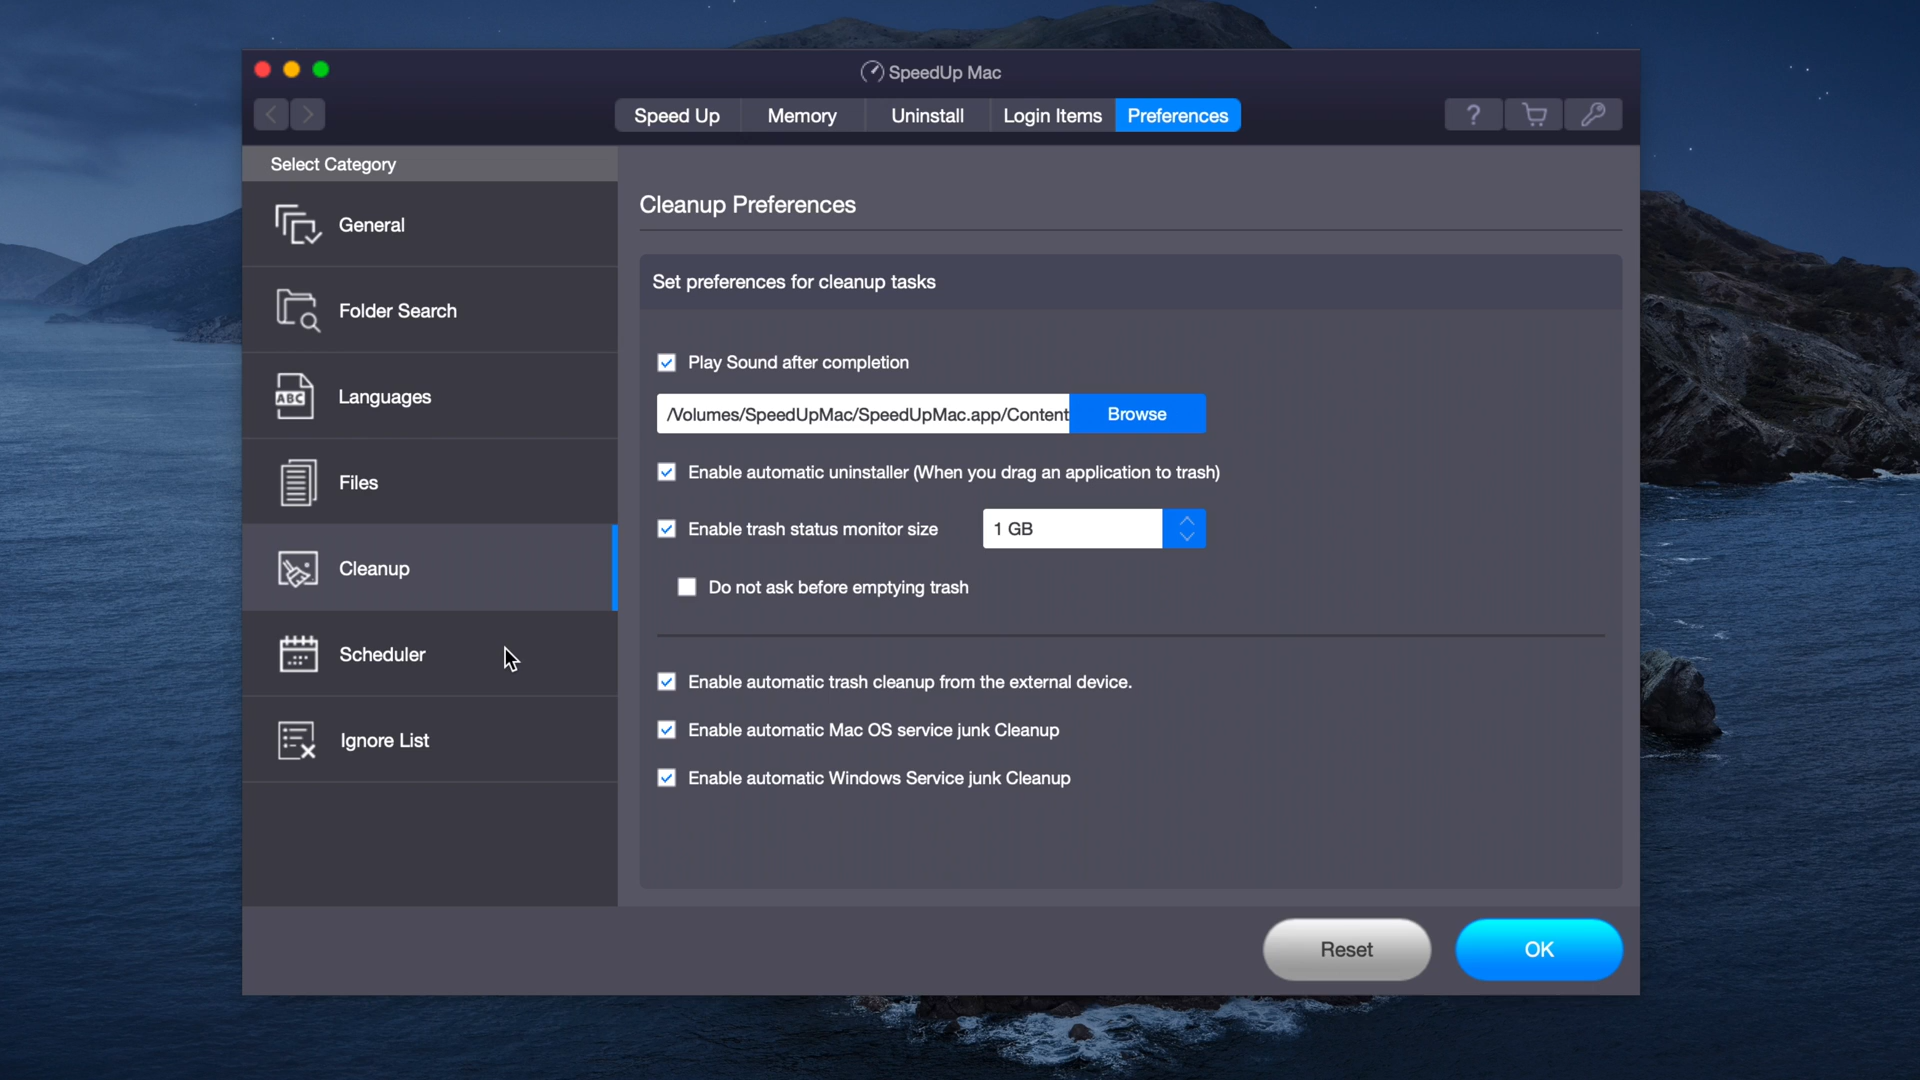 SpeedUp Mac
Speed Up
Memory
Uninstall
Login Items
Preferences
?
Select Category
General
Folder Search
ABC
Languages
Files
Cleanup
Scheduler
Ignore List
Cleanup Preferences
Set preferences for cleanup tasks
Play Sound after completion
/Volumes/SpeedUpMac/SpeedUpMac.app/Content
Browse
Enable automatic uninstaller (When you drag an application to trash)
Enable trash status monitor size
1 GB
Do not ask before emptying trash
Enable automatic trash cleanup from the external device.
Enable automatic Mac OS service junk Cleanup
Enable automatic Windows Service junk Cleanup
Reset
OK